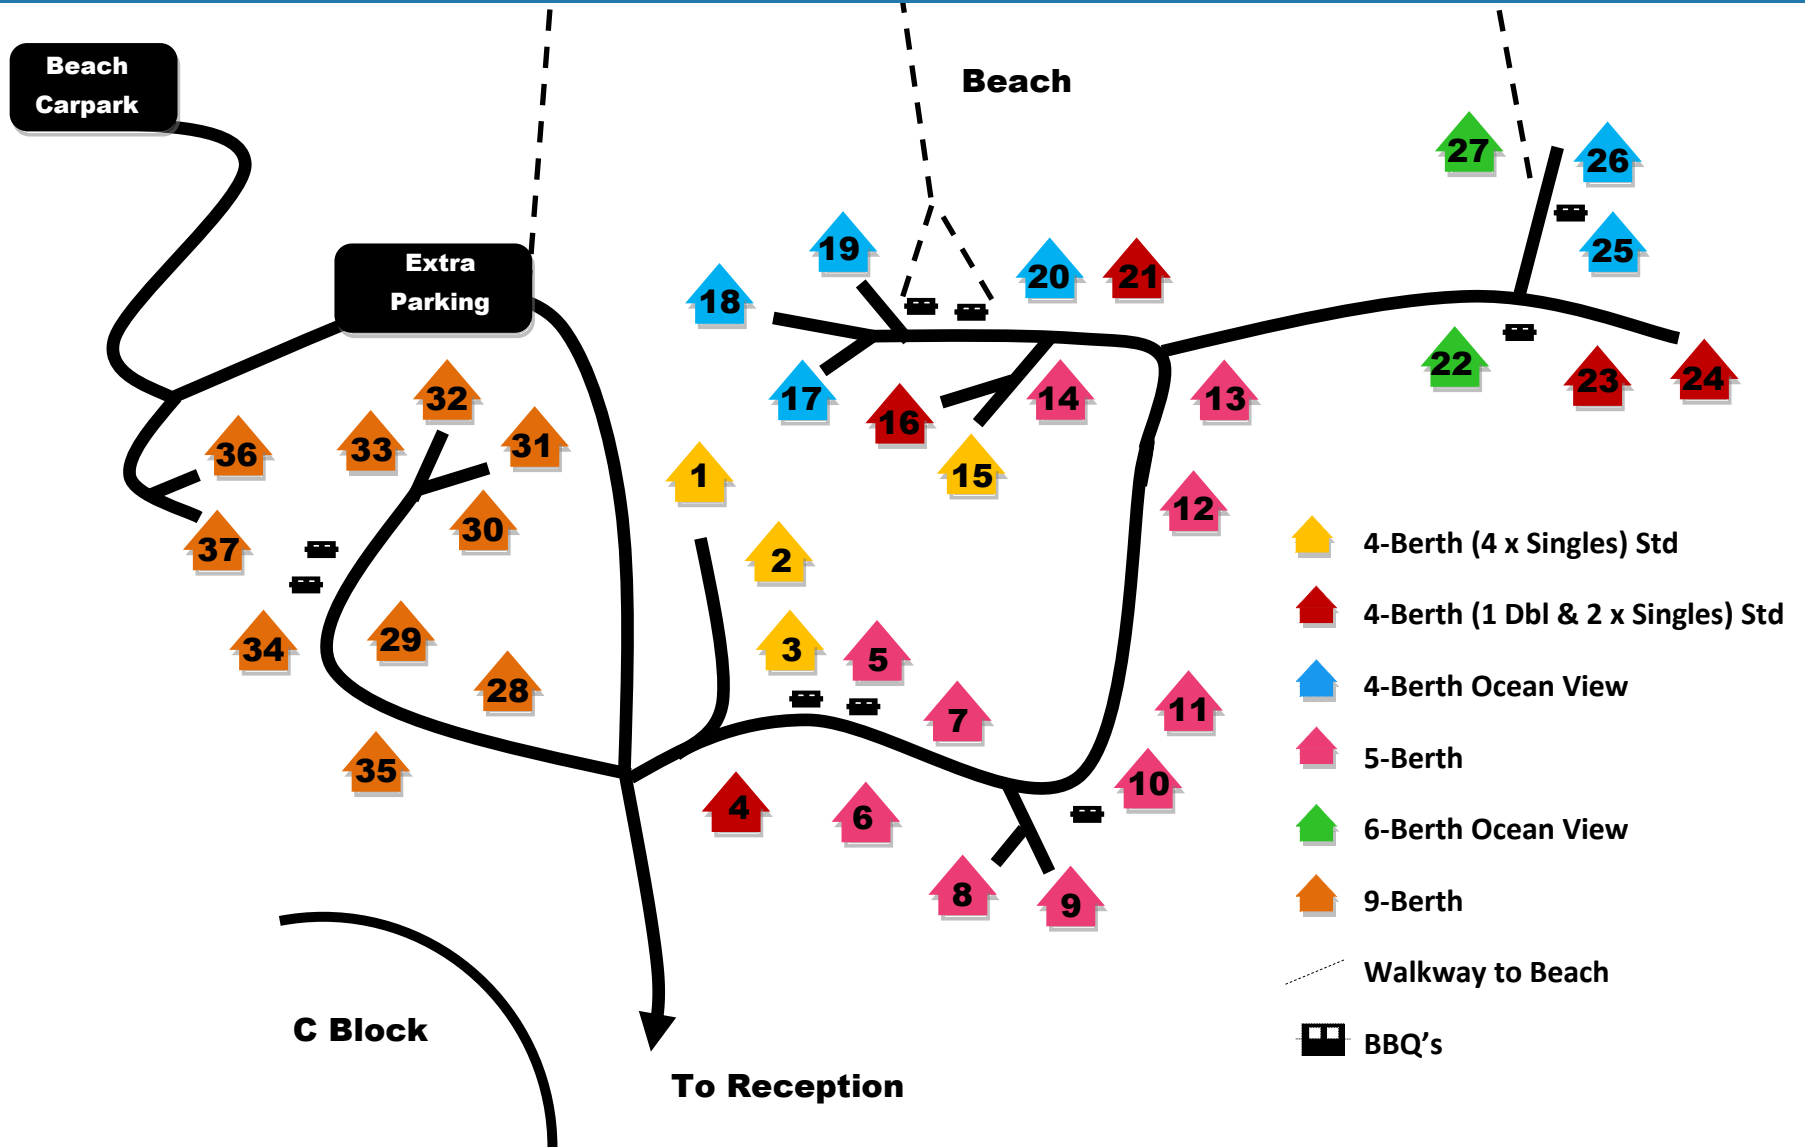 Beach
Carpark
Beach
Extra
Parking
27
26
25
19
20
21
18
17
16
14
13
22
23
24
15
12
32
33
31
36
30
37
1
2
3
5
34
29
28
35
7
11
10
4
6
8
9
4-Berth (4 x Singles) Std
4-Berth (1 Dbl & 2 x Singles) Std
4-Berth Ocean View
5-Berth
6-Berth Ocean View
9-Berth
Walkway to Beach
BBQ’s
C Block
To Reception